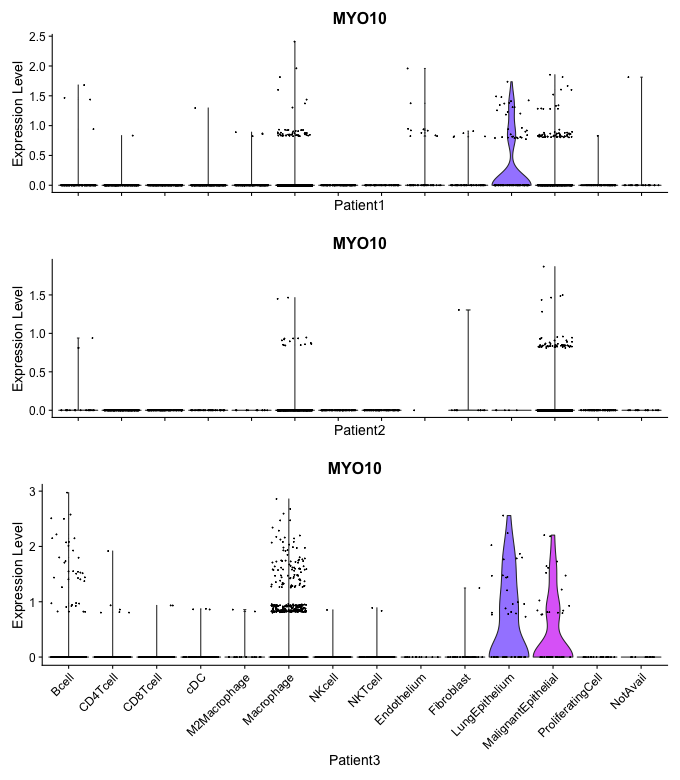 MYO10
Expression Level
2.5
2.0
1.5
1.0
0.5
0.0
Patient1
MYO10
Expression Level
1.5
1.0
0.5
0.0
Patient2
MYO10
Expression Level
3
2
1
0
Bcell
CD4Tcell
CD8Tcell
cDC
M2Macrophage
Macrophage
NKcell
NKTcell
Endothelium
Fibroblast
LungEpithelium
MalignantEpithelial
ProliferatingCell
NotAvail
Patient3